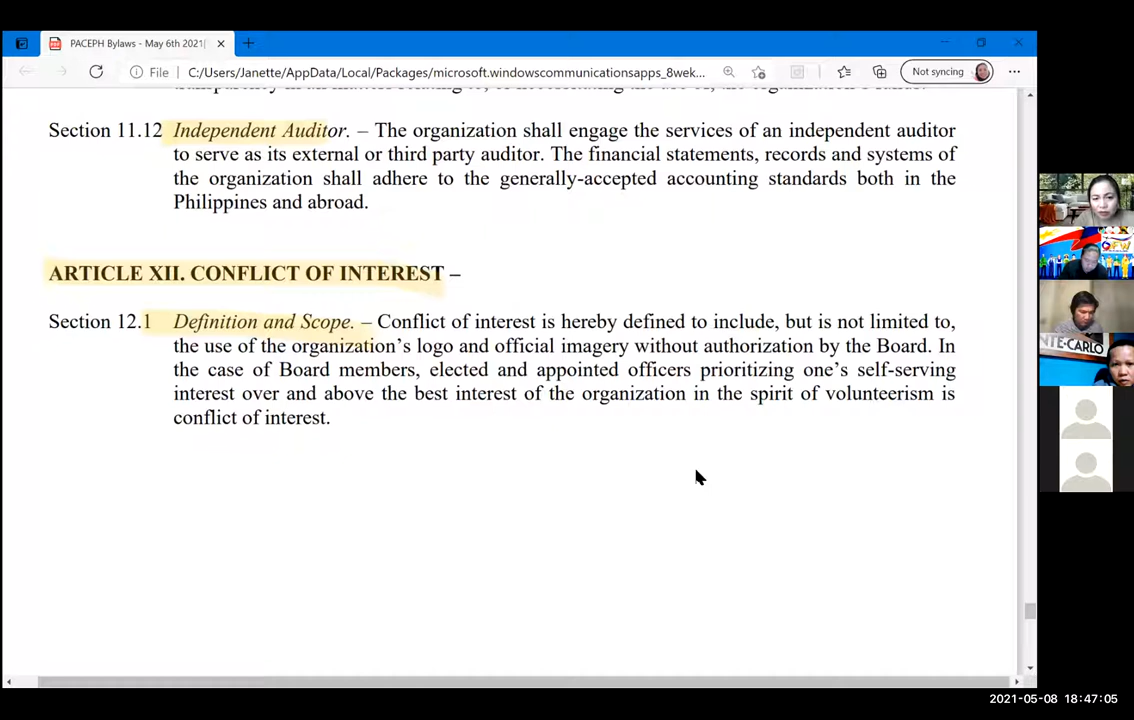 PACEPH Bylaws - May 6th 2021
File
C:/Users/Janette/AppData/Local/Packages/microsoft.windowscommunicationsapps_8wek...
Not syncing
Section 11.12 Independent Auditor. – The organization shall engage the services of an independent auditor
to serve as its external or third party auditor. The financial statements, records and systems of
the organization shall adhere to the generally-accepted accounting standards both in the
Philippines and abroad.
ARTICLE XII. CONFLICT OF INTEREST –
Section 12.1 Definition and Scope. – Conflict of interest is hereby defined to include, but is not limited to,
the use of the organization's logo and official imagery without authorization by the Board. In
the case of Board members, elected and appointed officers prioritizing one's self-serving
interest over and above the best interest of the organization in the spirit of volunteerism is
conflict of interest.
NTE-CARLO
2021-05-08 18:47:05